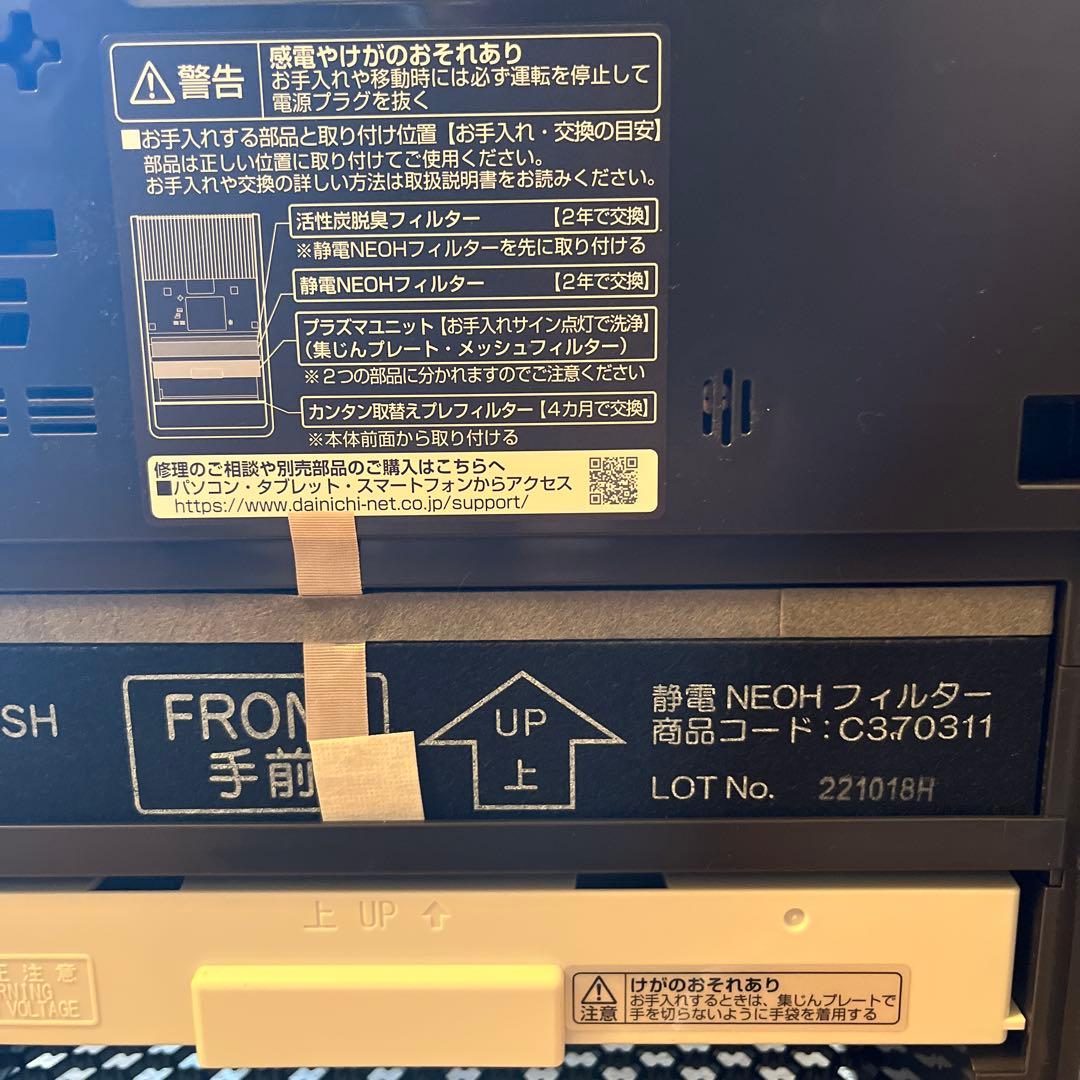 警告
感電やけがのおそれあり
お手入れや移動時には必ず運転を停止して
電源プラグを抜く
■お手入れする部品と取り付け位置【お手入れ・交換の目安】
部品は正しい位置に取り付けてご使用ください。
お手入れや交換の詳しい方法は取扱説明書をお読みください。
活性炭脱臭フィルター 【2年で交換】
※静電NEOHフィルターを先に取り付ける
静電NEOHフィルター 【2年で交換】
プラズマユニット【お手入れサイン点灯で洗浄】
(集じんプレート・メッシュフィルター)
※2つの部品に分かれますのでご注意ください
カンタン取替えプレフィルター【4カ月で交換】
※本体前面から取り付ける
修理のご相談や別売部品のご購入はこちらへ
■パソコン・タブレット・スマートフォンからアクセス
https://www.dainichi-net.co.jp/support/
SH
FRON
手前
UP
上
静電 NEOH フィルター
商品コード:C370311
LOT No. 221018H
上 UP ⇧
注意
RNING
VOLTAGE
注意
けがのおそれあり
お手入れするときは、集じんプレートで
手を切らないように手袋を着用する